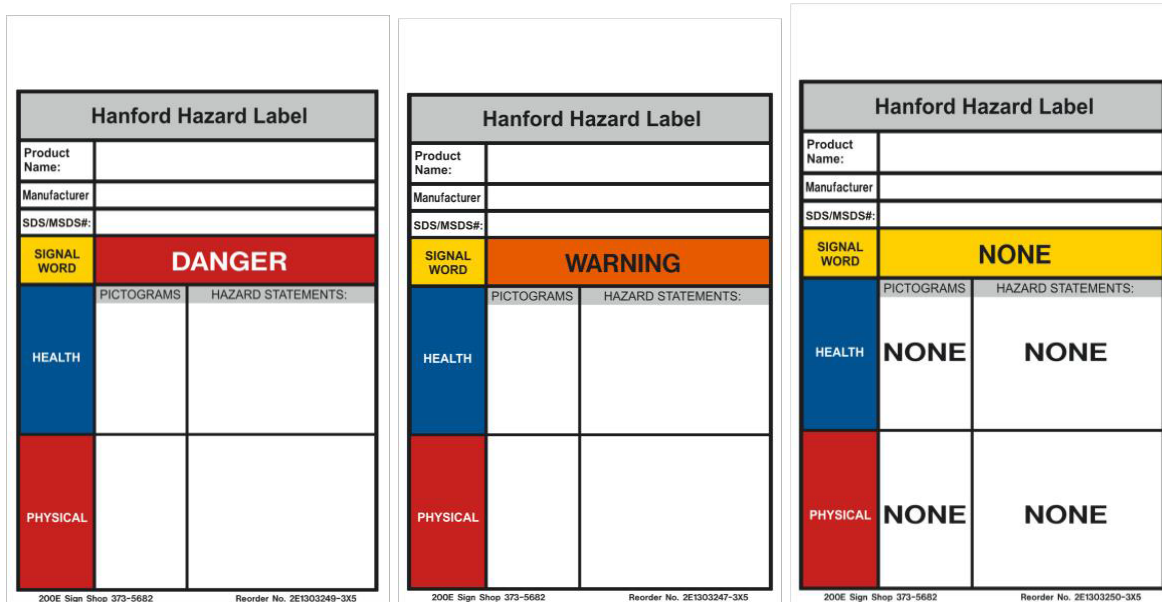 Hanford Hazard Label
Product
Name:
Manufacturer
SDS/MSDS#:
SIGNAL
WORD
DANGER
PICTOGRAMS
HAZARD STATEMENTS:
HEALTH
PHYSICAL
200E Sign Shop 373-5682
Reorder No. 2E1303249-3X5
Hanford Hazard Label
Product
Name:
Manufacturer
SDS/MSDS#:
SIGNAL
WORD
WARNING
PICTOGRAMS
HAZARD STATEMENTS:
HEALTH
PHYSICAL
200E Sign Shop 373-5682
Reorder No. 2E1303247-3X5
Hanford Hazard Label
Product
Name:
Manufacturer
SDS/MSDS#:
SIGNAL
WORD
NONE
PICTOGRAMS
HAZARD STATEMENTS:
HEALTH
NONE
NONE
PHYSICAL
NONE
NONE
200E Sign Shop 373-5682
Reorder No. 2E1303250-3X5